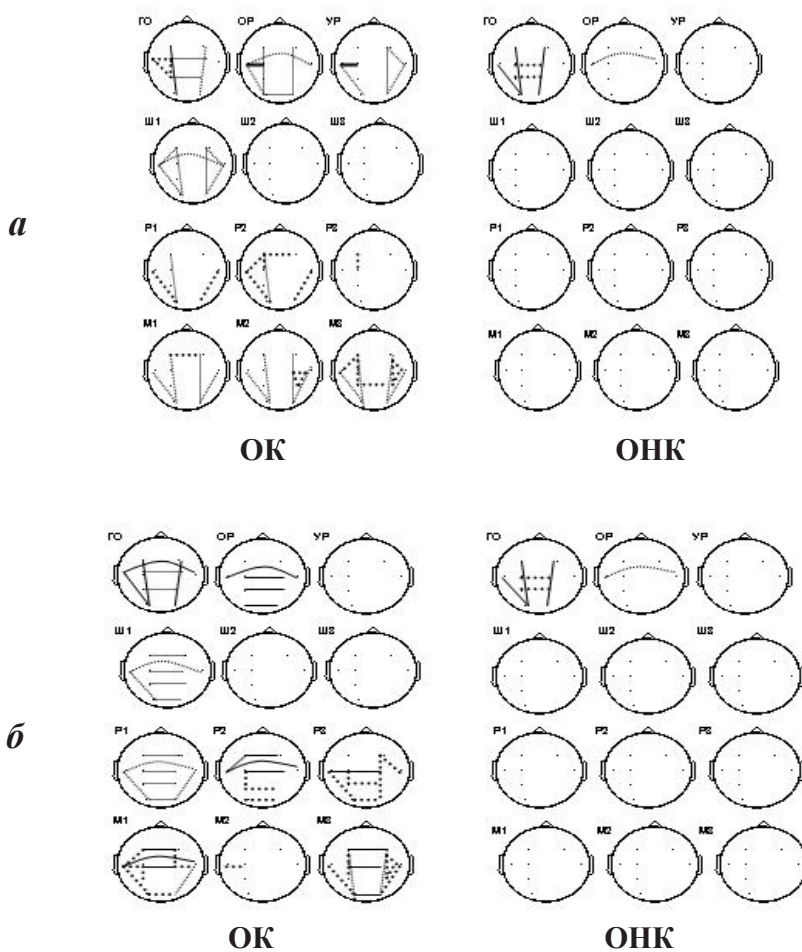 ГО ОР УР ГО ОР УР
Ш1 Ш2 Ш3 Ш1 Ш2 Ш3
а
Р1 Р2 Р3 Р1 Р2 Р3
М1 М2 М3 М1 М2 М3
ОК ОНК
ГО ОР УР ГО ОР УР
Ш1 Ш2 Ш3 Ш1 Ш2 Ш3
б
Р1 Р2 Р3 Р1 Р2 Р3
М1 М2 М3 М1 М2 М3
ОК ОНК